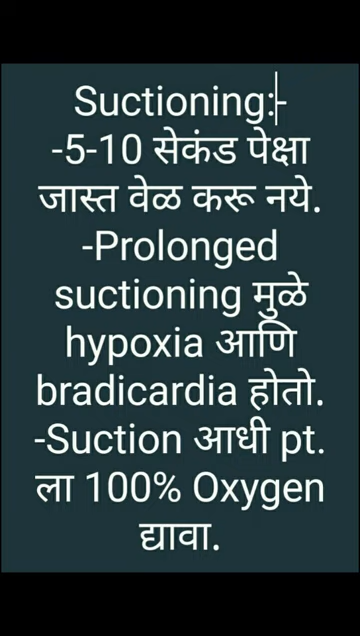 Suctioning:-
-5-10 सेकंड पेक्षा
जास्त वेळ करू नये.
-Prolonged
suctioning मुळे
hypoxia आणि
bradicardia होतो.
-Suction आधी pt.
ला 100% Oxygen
द्यावा.